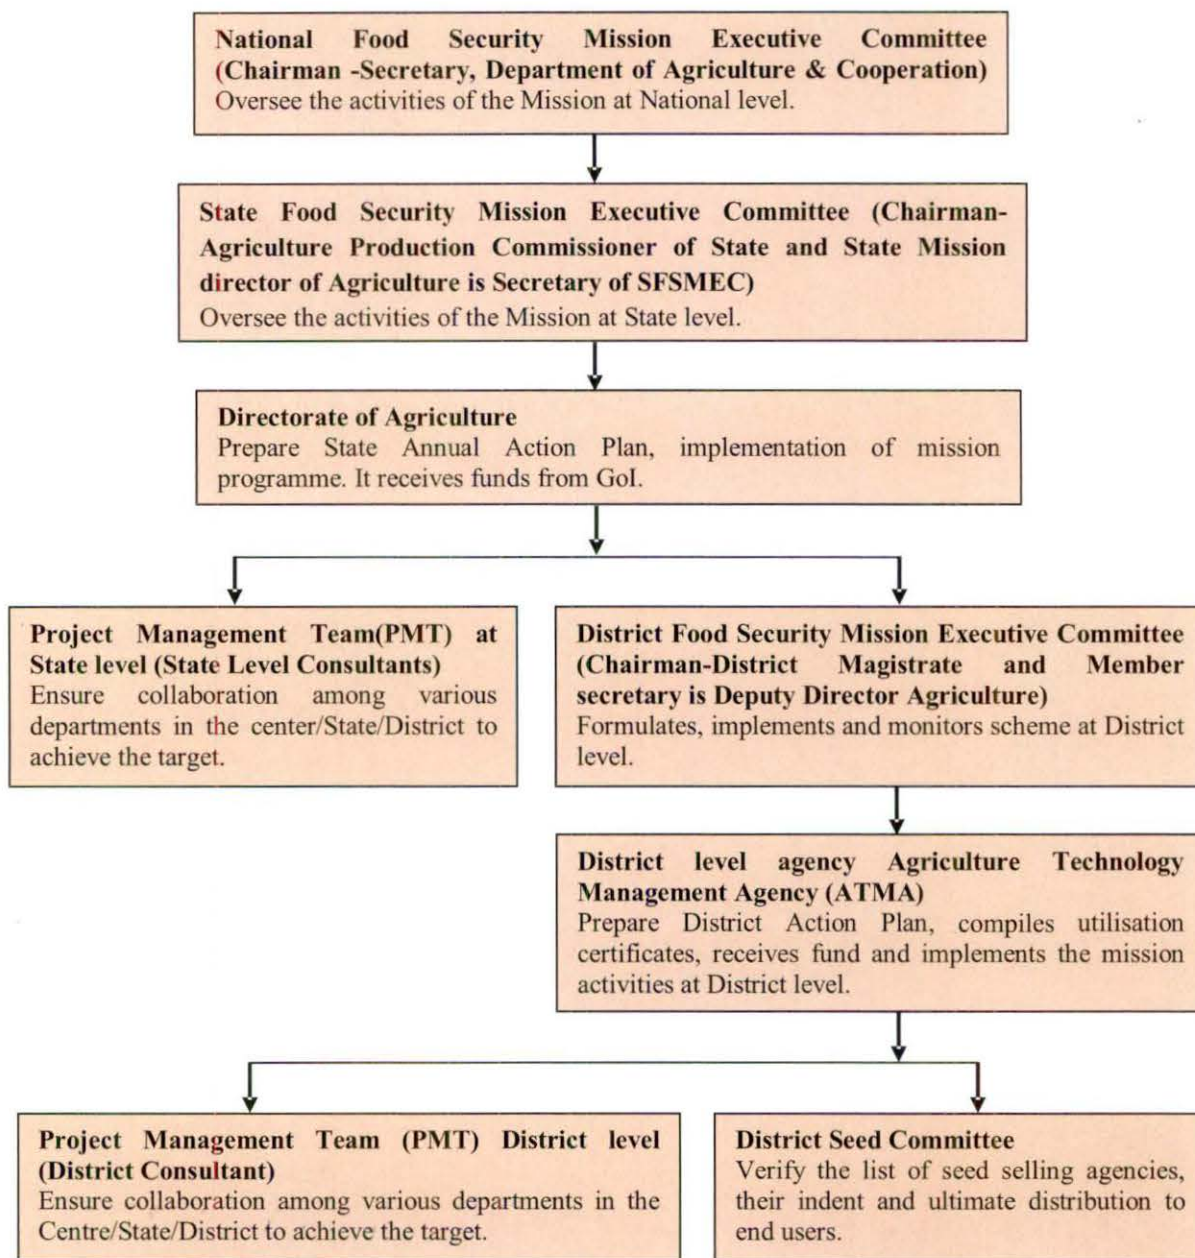 National Food Security Mission Executive Committee
(Chairman -Secretary, Department of Agriculture & Cooperation)
Oversee the activities of the Mission at National level.
State Food Security Mission Executive Committee (Chairman-
Agriculture Production Commissioner of State and State Mission
director of Agriculture is Secretary of SFSMEC)
Oversee the activities of the Mission at State level.
Directorate of Agriculture
Prepare State Annual Action Plan, implementation of mission
programme. It receives funds from GoI.
Project Management Team(PMT) at
State level (State Level Consultants)
Ensure collaboration among various
departments in the center/State/District to
achieve the target.
District Food Security Mission Executive Committee
(Chairman-District Magistrate and Member
secretary is Deputy Director Agriculture)
Formulates, implements and monitors scheme at District
level.
District level agency Agriculture Technology
Management Agency (ATMA)
Prepare District Action Plan, compiles utilisation
certificates, receives fund and implements the mission
activities at District level.
Project Management Team (PMT) District level
(District Consultant)
Ensure collaboration among various departments in the
Centre/State/District to achieve the target.
District Seed Committee
Verify the list of seed selling agencies,
their indent and ultimate distribution to
end users.